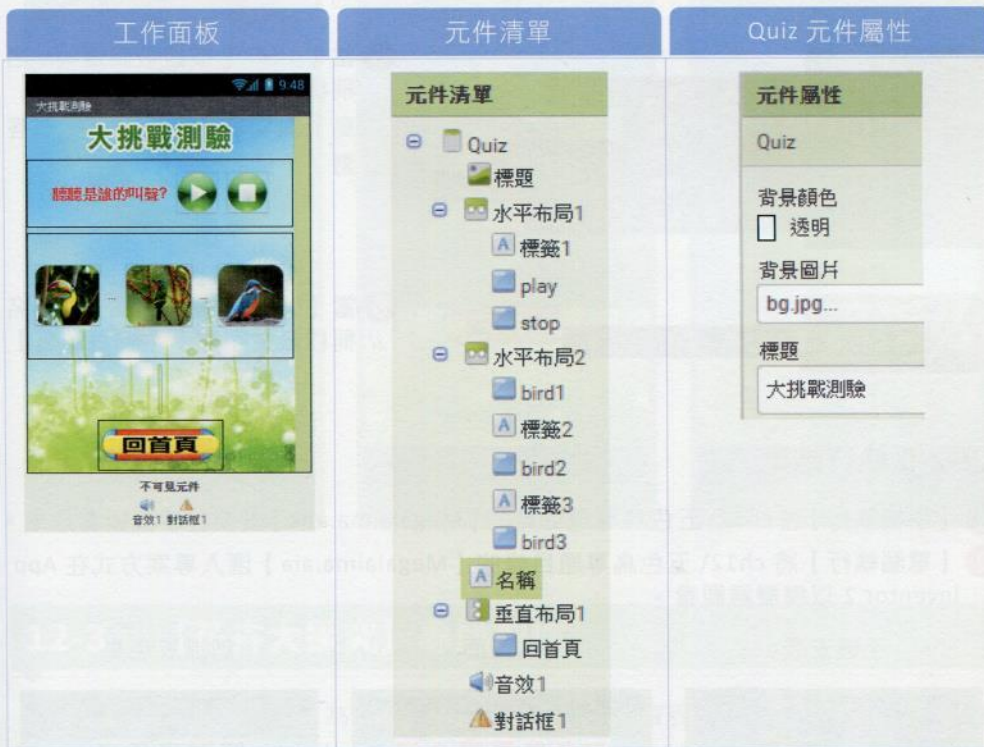 工作面板
元件清單
Quiz 元件屬性
9:48
大挑戰測驗
大挑戰測驗
聽聽是誰的叫聲?
回首頁
不可見元件
音效1 對話框1
元件清單
Quiz
標題
水平布局1
標籤1
play
stop
水平布局2
bird1
標籤2
bird2
標籤3
bird3
名稱
垂直布局1
回首頁
音效1
對話框1
元件屬性
Quiz
背景顏色
透明
背景圖片
bg.jpg...
標題
大挑戰測驗